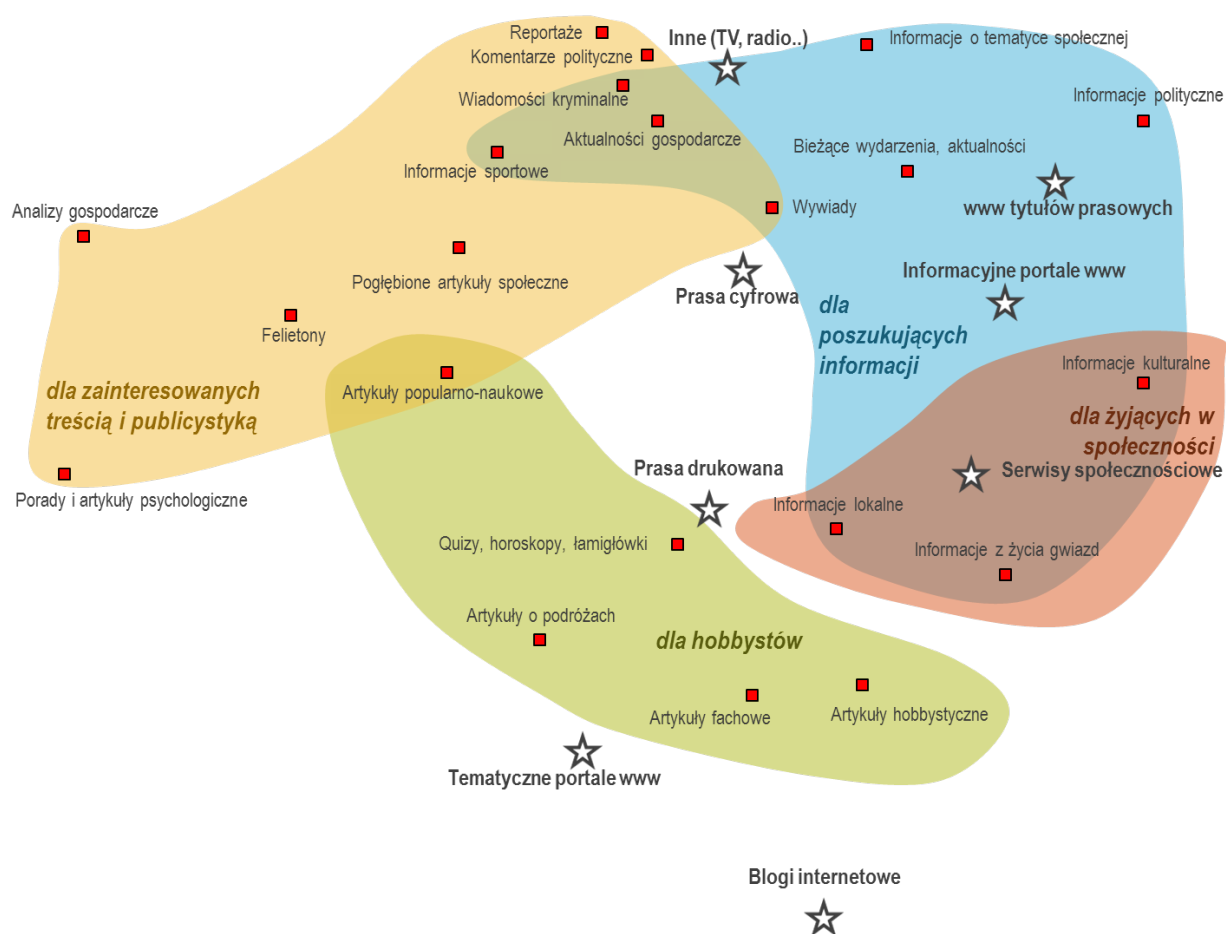 Reportaże
Inne (TV, radio..)
Informacje o tematyce społecznej
Komentarze polityczne
Wiadomości kryminalne
Informacje polityczne
Aktualności gospodarcze
Bieżące wydarzenia, aktualności
Informacje sportowe
Analizy gospodarcze
Wywiady
www tytułów prasowych
Pogłębione artykuły społeczne
Informacyjne portale www
Prasa cyfrowa
dla
poszukujących
informacji
Felietony
Informacje kulturalne
dla zainteresowanych
treścią i publicystyką
Artykuły popularno-naukowe
dla żyjących w
społeczności
Prasa drukowana
Serwisy społecznościowe
Porady i artykuły psychologiczne
Informacje lokalne
Quizy, horoskopy, łamigłówki
Informacje z życia gwiazd
Artykuły o podróżach
dla hobbystów
Artykuły fachowe
Artykuły hobbystyczne
Tematyczne portale www
Blogi internetowe